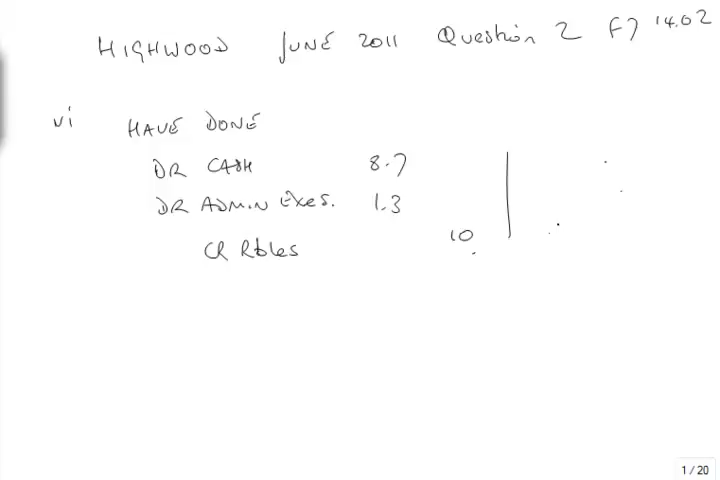 HIGHWOOD JUNE 2011 Question 2 F7 14.02
vi HAVE DONE
DR CASH 8.7
DR ADMIN EXES. 1.3
CR Rbles 10
1 / 20